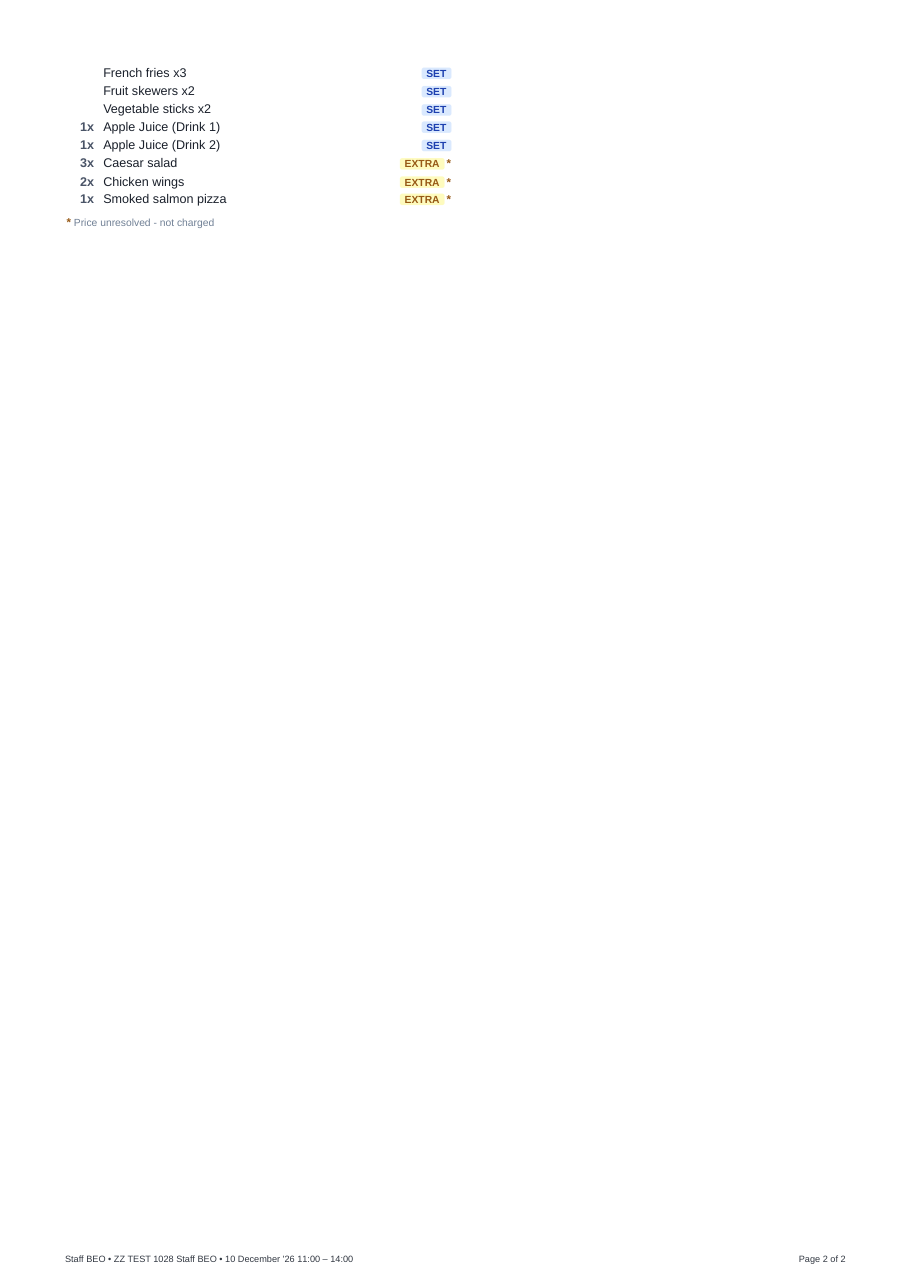 French fries x3 SET
Fruit skewers x2 SET
Vegetable sticks x2 SET
1x Apple Juice (Drink 1) SET
1x Apple Juice (Drink 2) SET
3x Caesar salad EXTRA *
2x Chicken wings EXTRA *
1x Smoked salmon pizza EXTRA *
* Price unresolved - not charged
Staff BEO • ZZ TEST 1028 Staff BEO • 10 December '26 11:00 – 14:00 Page 2 of 2